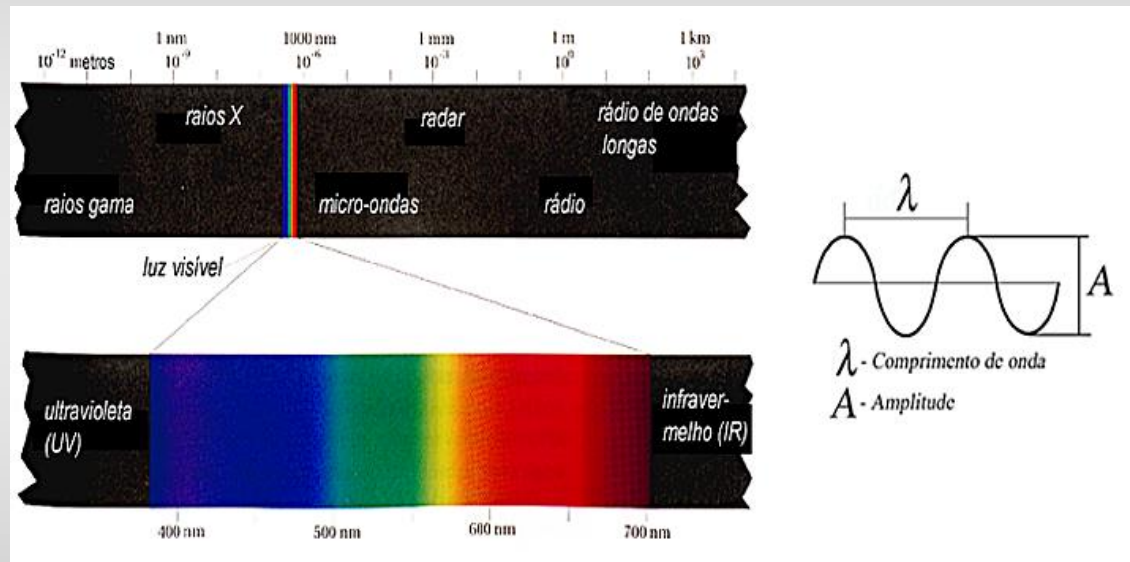 1 nm 1000 nm 1 mm 1 m 1 km
10⁻¹² metros 10⁻⁹ 10⁻⁶ 10⁻³ 10⁰ 10³
raios X radar rádio de ondas
longas
raios gama micro-ondas rádio
luz visível
ultravioleta
(UV)
infraver-
melho (IR)
400 nm 500 nm 600 nm 700 nm
λ
A
λ - Comprimento de onda
A - Amplitude